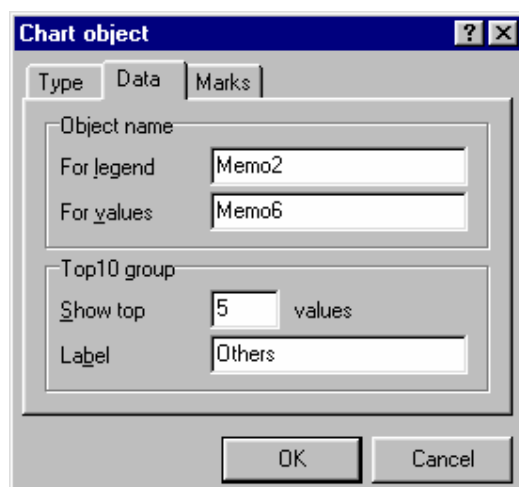 Chart object ? X
Type Data Marks
Object name
For legend Memo2
For values Memo6
Top10 group
Show top 5 values
Label Others
OK Cancel